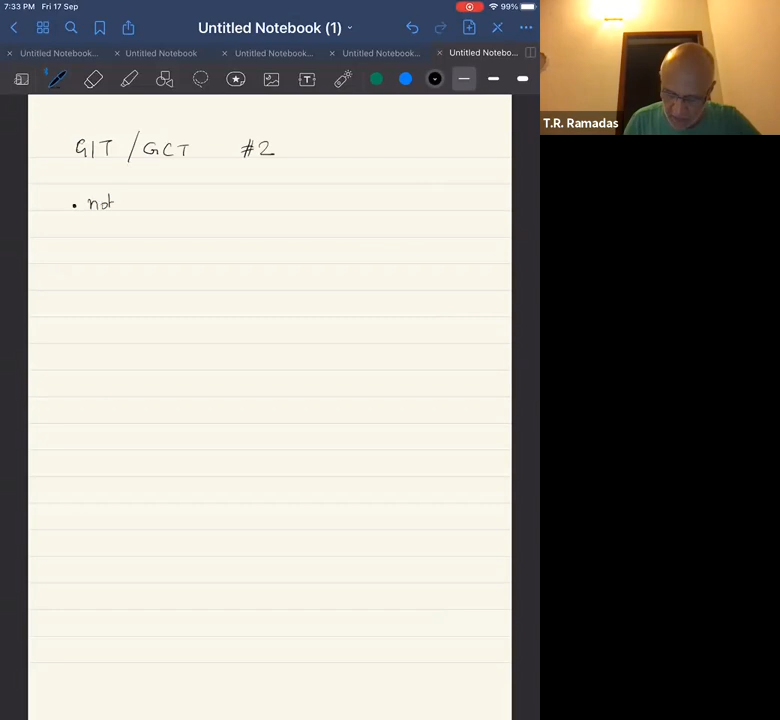 7:33 PM Fri 17 Sep
99%
Untitled Notebook (1)
Untitled Notebook...
Untitled Notebook
Untitled Notebook...
Untitled Notebook...
Untitled Notebo...
T
GIT / GCT #2
• not
T.R. Ramadas